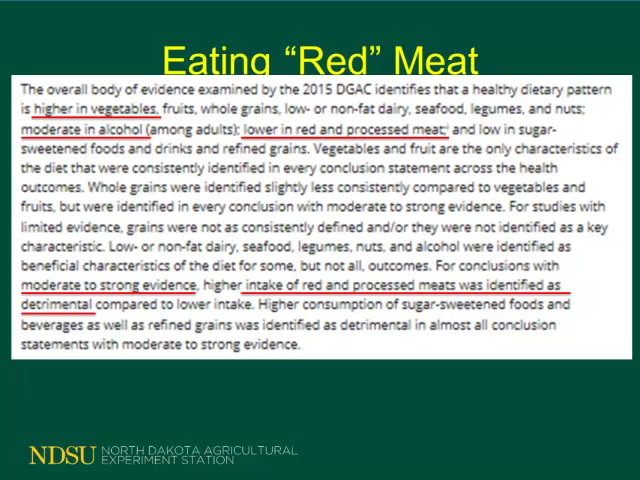 Eating “Red” Meat
The overall body of evidence examined by the 2015 DGAC identifies that a healthy dietary pattern
is higher in vegetables, fruits, whole grains, low- or non-fat dairy, seafood, legumes, and nuts;
moderate in alcohol (among adults); lower in red and processed meat;ⁱ and low in sugar-
sweetened foods and drinks and refined grains. Vegetables and fruit are the only characteristics of
the diet that were consistently identified in every conclusion statement across the health
outcomes. Whole grains were identified slightly less consistently compared to vegetables and
fruits, but were identified in every conclusion with moderate to strong evidence. For studies with
limited evidence, grains were not as consistently defined and/or they were not identified as a key
characteristic. Low- or non-fat dairy, seafood, legumes, nuts, and alcohol were identified as
beneficial characteristics of the diet for some, but not all, outcomes. For conclusions with
moderate to strong evidence, higher intake of red and processed meats was identified as
detrimental compared to lower intake. Higher consumption of sugar-sweetened foods and
beverages as well as refined grains was identified as detrimental in almost all conclusion
statements with moderate to strong evidence.
NDSU NORTH DAKOTA AGRICULTURAL
EXPERIMENT STATION